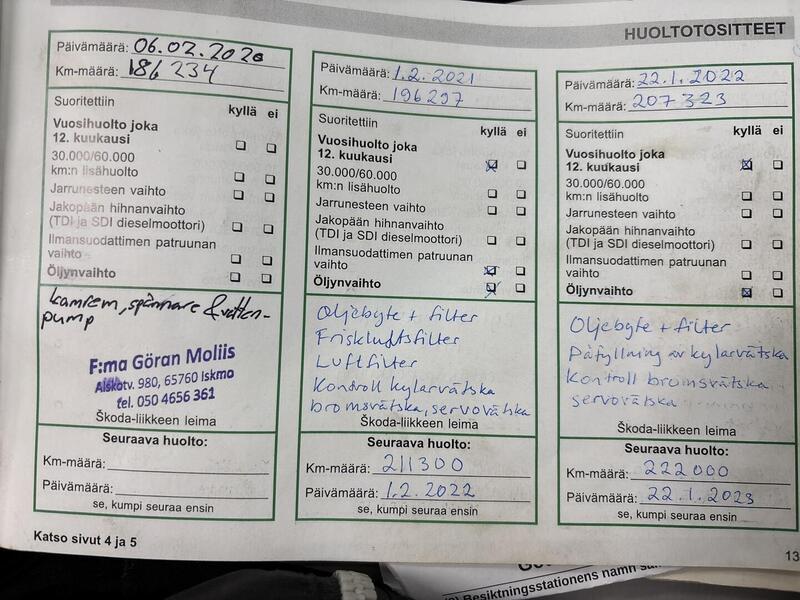 HUOLTOTOSITTEET
Päivämäärä: 06.02.2020
Km-määrä: 186 234
Suoritettiin
kyllä ei
Vuosihuolto joka
12. kuukausi
30.000/60.000
km:n lisähuolto
Jarrunesteen vaihto
Jakopään hihnanvaihto
(TDI ja SDI dieselmoottori)
Ilmansuodattimen patruunan
vaihto
Öljynvaihto
kamrem, spännare & vatten-
pump
F:ma Göran Moliis
Alskatv. 980, 65760 Iskmo
tel. 050 4656 361
Škoda-liikkeen leima
Seuraava huolto:
Km-määrä:
Päivämäärä:
se, kumpi seuraa ensin
Päivämäärä: 1.2.2021
Km-määrä: 196297
Suoritettiin
kyllä ei
Vuosihuolto joka
12. kuukausi
30.000/60.000
km:n lisähuolto
Jarrunesteen vaihto
Jakopään hihnanvaihto
(TDI ja SDI dieselmoottori)
Ilmansuodattimen patruunan
vaihto
Öljynvaihto
Oljebyte + filter
Friskluftsfilter
Luftfilter
Kontroll kylarvätska
bromsvätska, servovätska
Škoda-liikkeen leima
Seuraava huolto:
Km-määrä: 211300
Päivämäärä: 1.2.2022
se, kumpi seuraa ensin
Päivämäärä: 22.1.2022
Km-määrä: 207323
Suoritettiin
kyllä ei
Vuosihuolto joka
12. kuukausi
30.000/60.000
km:n lisähuolto
Jarrunesteen vaihto
Jakopään hihnanvaihto
(TDI ja SDI dieselmoottori)
Ilmansuodattimen patruunan
vaihto
Öljynvaihto
Oljebyte + filter
Påfyllning av kylarvätska
Kontroll bromsvätska
servovätska
Škoda-liikkeen leima
Seuraava huolto:
Km-määrä: 222000
Päivämäärä: 22.1.2023
se, kumpi seuraa ensin
Katso sivut 4 ja 5
13
Besiktningsstationens namn